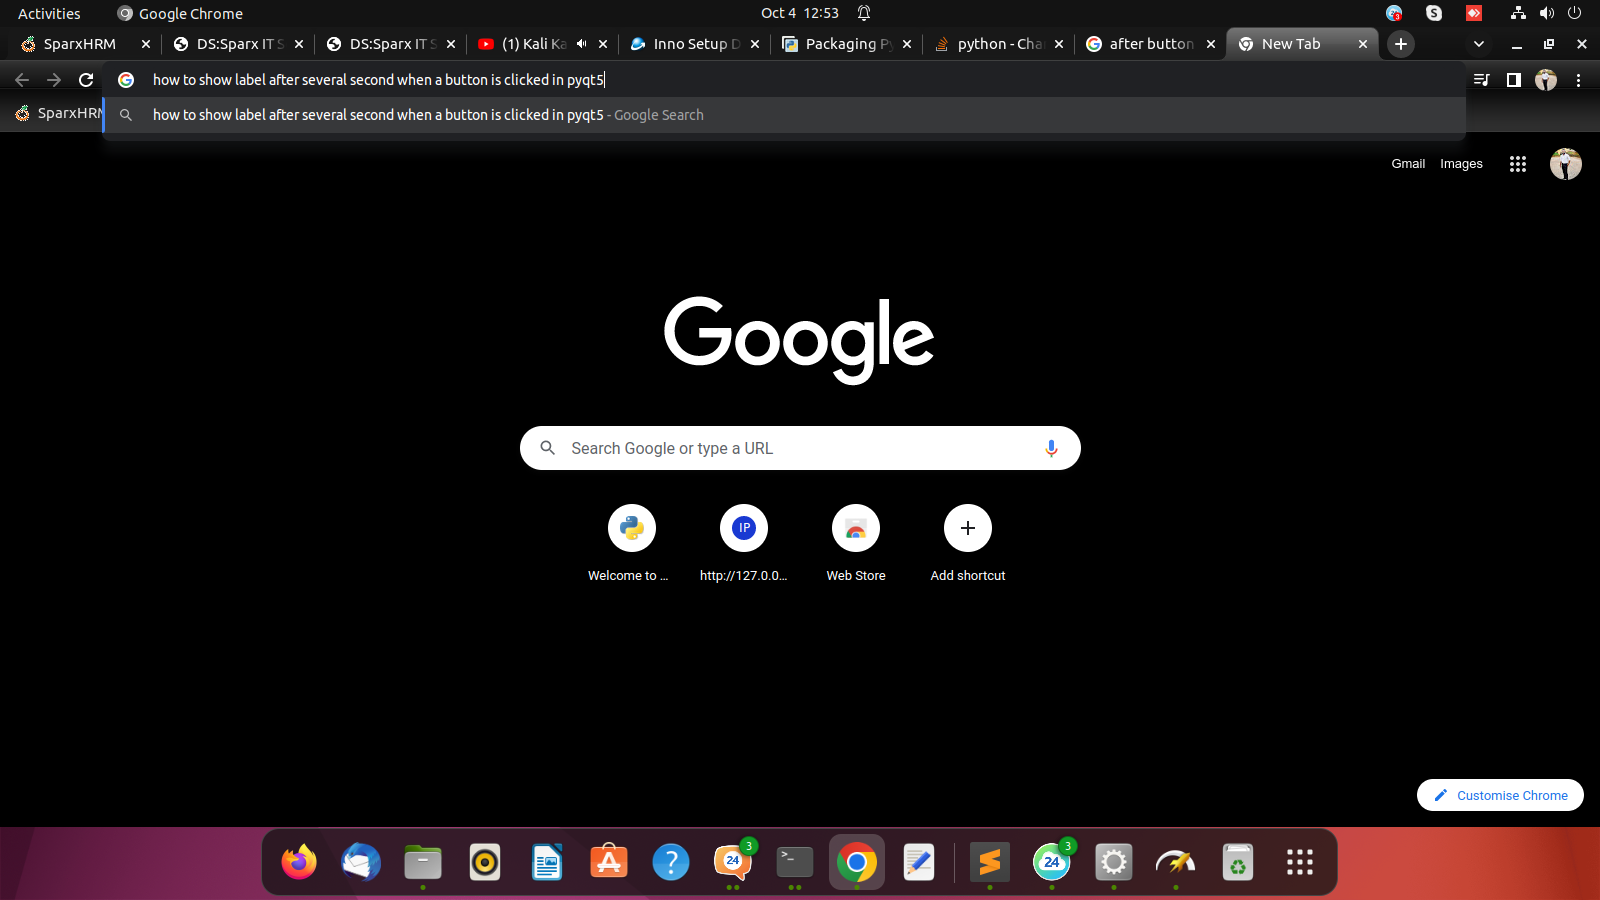 Activities
Google Chrome
Oct 4 12:53
3
S
SparxHRM
DS:Sparx IT S
DS:Sparx IT S
(1) Kali Ka
Inno Setup D
Packaging Py
python - Cha
after button
New Tab
how to show label after several second when a button is clicked in pyqt5
SparxHRM
how to show label after several second when a button is clicked in pyqt5 - Google Search
Gmail
Images
Google
Search Google or type a URL
IP
Welcome to ...
http://127.0.0...
Web Store
Add shortcut
Customise Chrome
24
3
>_
24
3